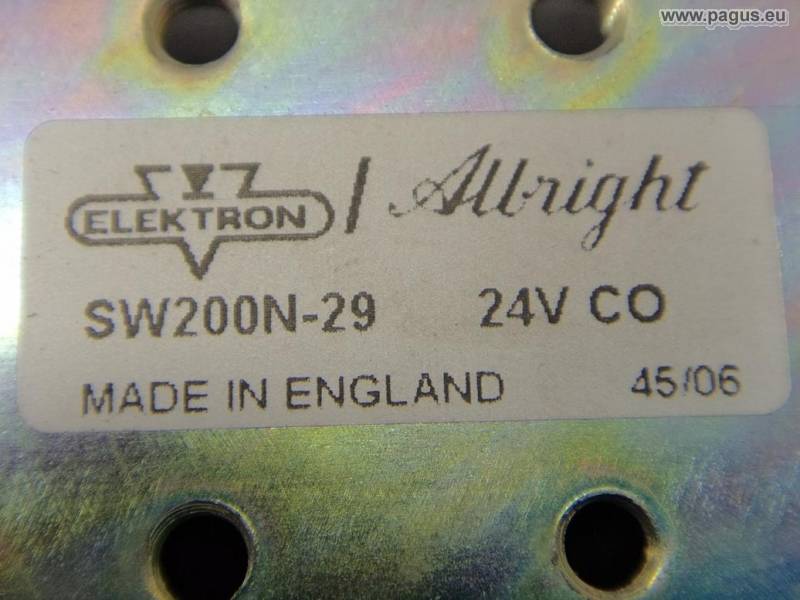 www.pagus.eu
ELEKTRON / Albright
SW200N-29 24V CO
MADE IN ENGLAND 45/06